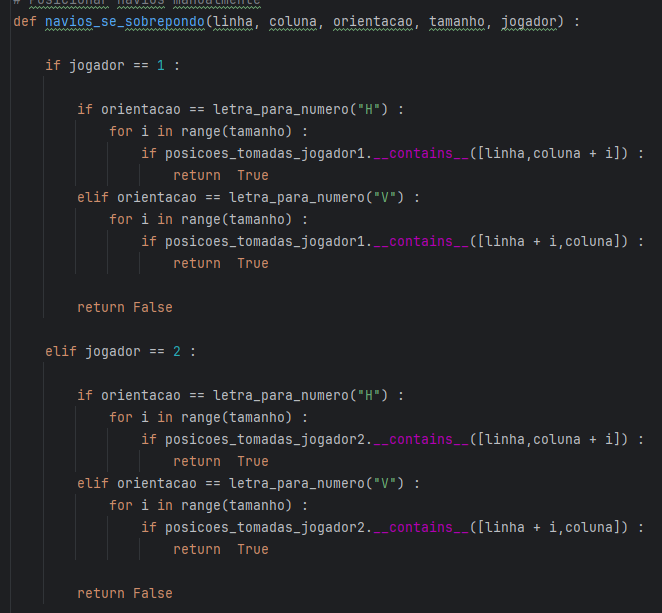 # Posicionar navios manualmente
def navios_se_sobrepondo(linha, coluna, orientacao, tamanho, jogador) :
if jogador == 1 :
if orientacao == letra_para_numero("H") :
for i in range(tamanho) :
if posicoes_tomadas_jogador1.__contains__([linha,coluna + i]) :
return  True
elif orientacao == letra_para_numero("V") :
for i in range(tamanho) :
if posicoes_tomadas_jogador1.__contains__([linha + i,coluna]) :
return  True
return False
elif jogador == 2 :
if orientacao == letra_para_numero("H") :
for i in range(tamanho) :
if posicoes_tomadas_jogador2.__contains__([linha,coluna + i]) :
return  True
elif orientacao == letra_para_numero("V") :
for i in range(tamanho) :
if posicoes_tomadas_jogador2.__contains__([linha + i,coluna]) :
return  True
return False